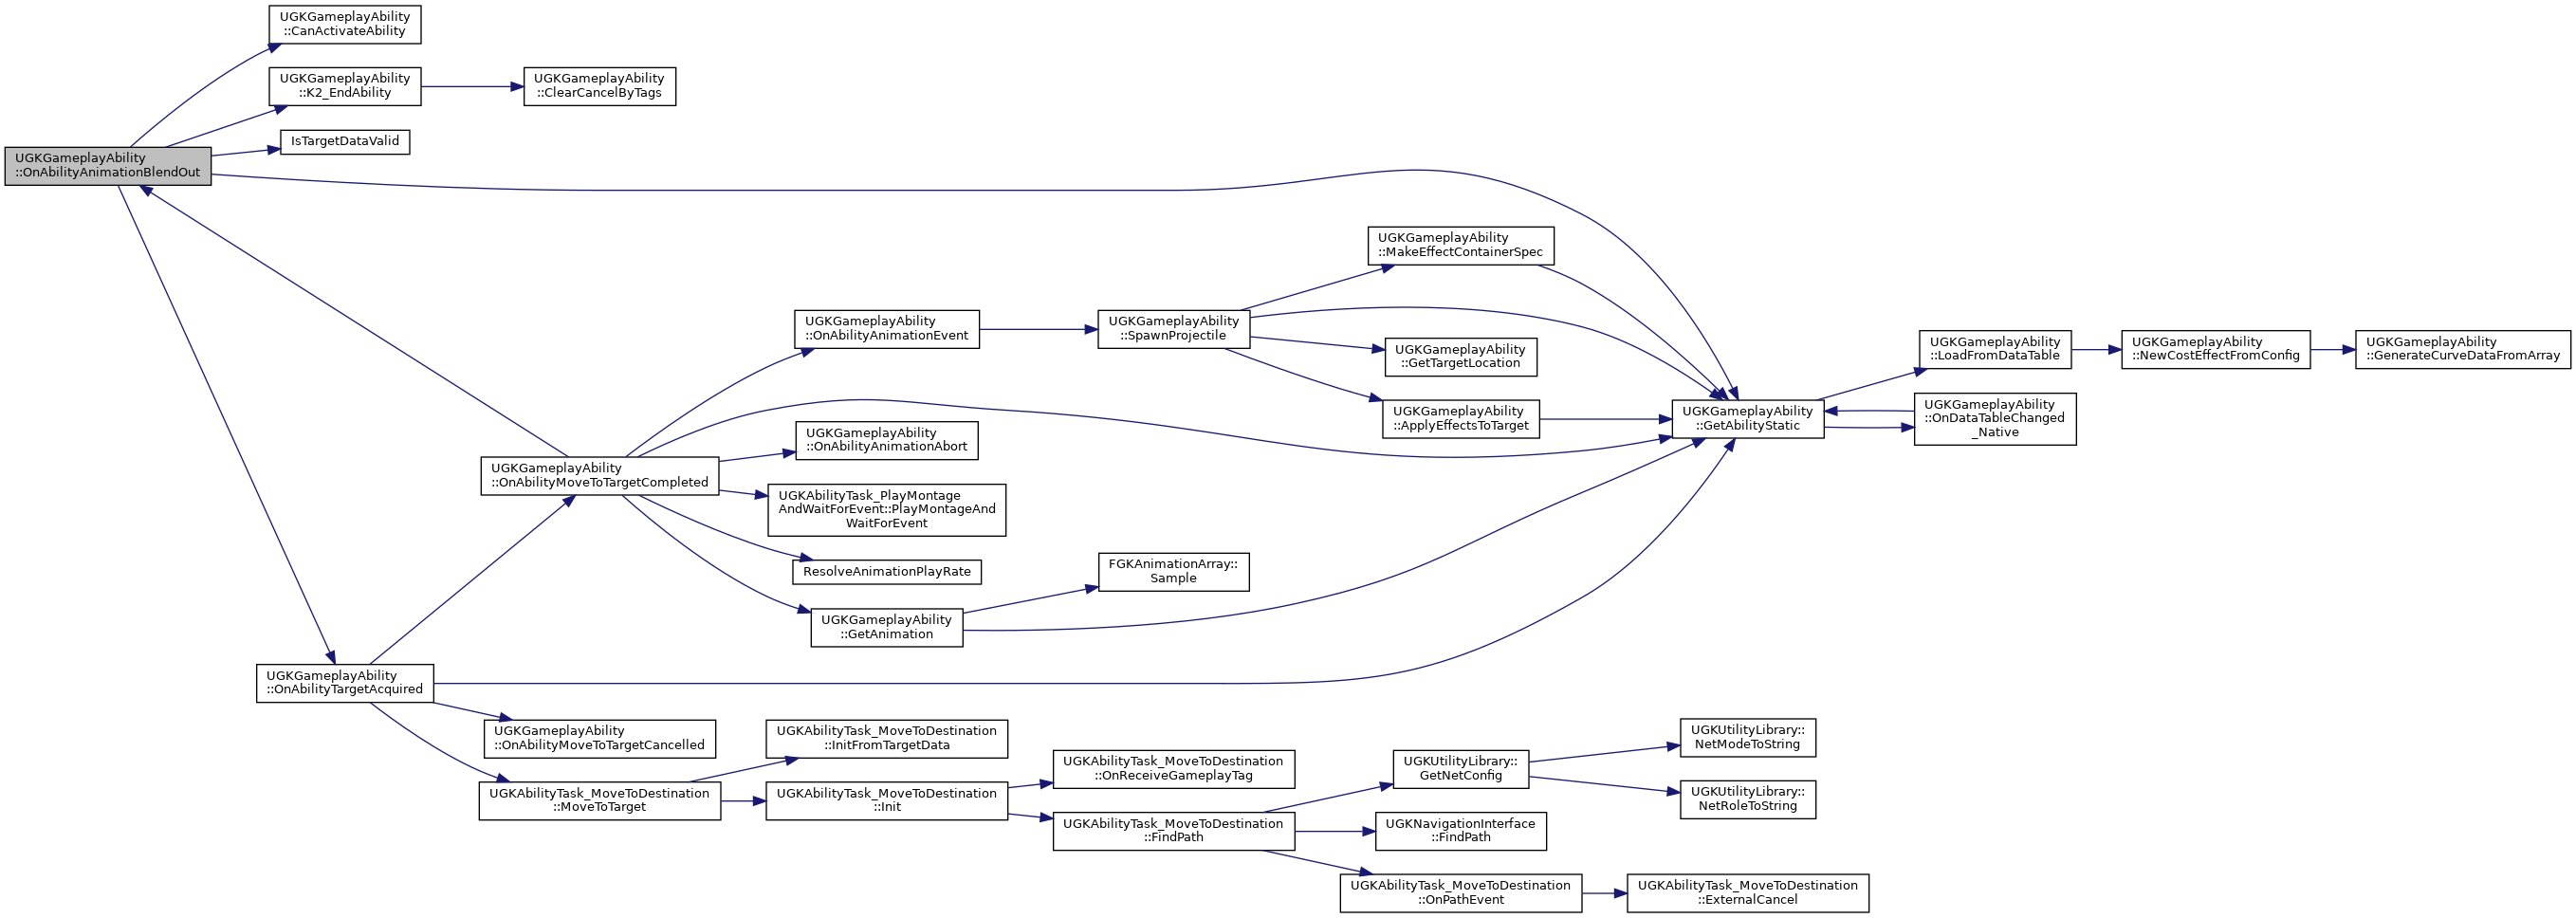 UGKGameplayAbility
::CanActivateAbility
UGKGameplayAbility
::K2_EndAbility
UGKGameplayAbility
::ClearCancelByTags
IsTargetDataValid
UGKGameplayAbility
::OnAbilityAnimationBlendOut
UGKGameplayAbility
::MakeEffectContainerSpec
UGKGameplayAbility
::OnAbilityAnimationEvent
UGKGameplayAbility
::SpawnProjectile
UGKGameplayAbility
::GetTargetLocation
UGKGameplayAbility
::LoadFromDataTable
UGKGameplayAbility
::NewCostEffectFromConfig
UGKGameplayAbility
::GenerateCurveDataFromArray
UGKGameplayAbility
::ApplyEffectsToTarget
UGKGameplayAbility
::GetAbilityStatic
UGKGameplayAbility
::OnDataTableChanged
_Native
UGKGameplayAbility
::OnAbilityAnimationAbort
UGKGameplayAbility
::OnAbilityMoveToTargetCompleted
UGKAbilityTask_PlayMontage
AndWaitForEvent::PlayMontageAnd
WaitForEvent
ResolveAnimationPlayRate
FGKAnimationArray::
Sample
UGKGameplayAbility
::GetAnimation
UGKGameplayAbility
::OnAbilityTargetAcquired
UGKGameplayAbility
::OnAbilityMoveToTargetCancelled
UGKAbilityTask_MoveToDestination
::InitFromTargetData
UGKAbilityTask_MoveToDestination
::MoveToTarget
UGKAbilityTask_MoveToDestination
::Init
UGKAbilityTask_MoveToDestination
::OnReceiveGameplayTag
UGKAbilityTask_MoveToDestination
::FindPath
UGKUtilityLibrary::
GetNetConfig
UGKUtilityLibrary::
NetModeToString
UGKUtilityLibrary::
NetRoleToString
UGKNavigationInterface
::FindPath
UGKAbilityTask_MoveToDestination
::OnPathEvent
UGKAbilityTask_MoveToDestination
::ExternalCancel